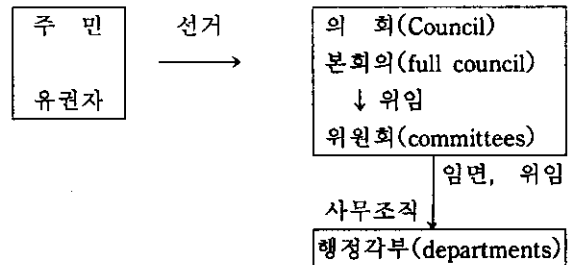 주 민
유권자
선거
의 회(Council)
본회의(full council)
↓ 위임
위원회(committees)
임면, 위임
사무조직
행정각부(departments)